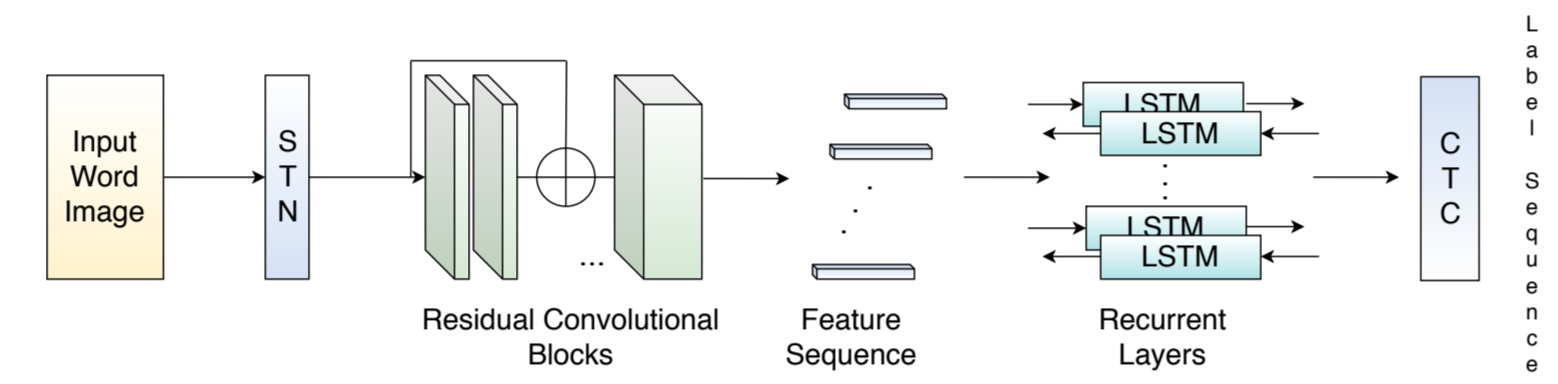 Input
Word
Image
S
T
N
...
Residual Convolutional
Blocks
Feature
Sequence
LSTM
LSTM
LSTM
LSTM
Recurrent
Layers
C
T
C
Label Sequence